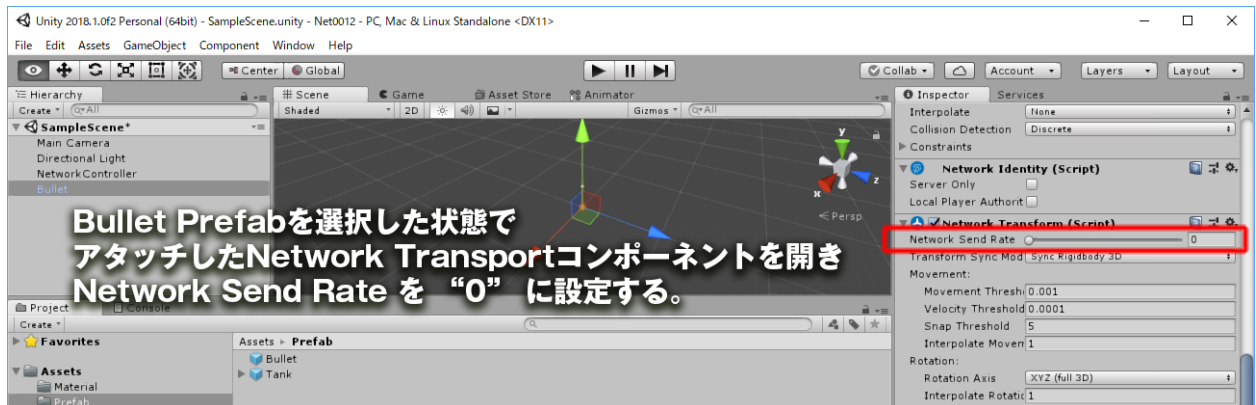 Unity 2018.1.0f2 Personal (64bit) - SampleScene.unity - Net0012 - PC, Mac & Linux Standalone <DX11>
File Edit Assets GameObject Component Window Help
Center Global Collab Account Layers Layout
Hierarchy
Create All
SampleScene*
Main Camera
Directional Light
NetworkController
Bullet
Scene Game Asset Store Animator
Shaded 2D Gizmos All
y
z
x
Persp
Bullet Prefabを選択した状態で
アタッチしたNetwork Transportコンポーネントを開き
Network Send Rate を “0” に設定する。
Project Console
Create
Favorites
Assets
Material
Prefab
Assets Prefab
Bullet
Tank
Inspector Services
Interpolate None
Collision Detection Discrete
Constraints
Network Identity (Script)
Server Only
Local Player Authorit
Network Transform (Script)
Network Send Rate 0
Transform Sync Mod Sync Rigidbody 3D
Movement:
Movement Thresh 0.001
Velocity Threshold 0.0001
Snap Threshold 5
Interpolate Movem 1
Rotation:
Rotation Axis XYZ (full 3D)
Interpolate Rotatic 1